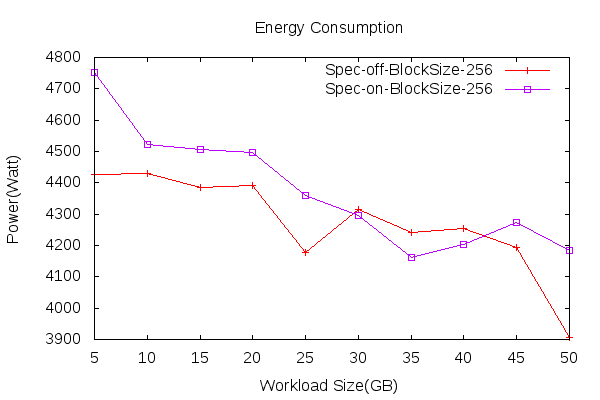 Energy Consumption
Spec-off-BlockSize-256
Spec-on-BlockSize-256
4800
4700
4600
4500
4400
4300
4200
4100
4000
3900
Power(Watt)
5 10 15 20 25 30 35 40 45 50
Workload Size(GB)